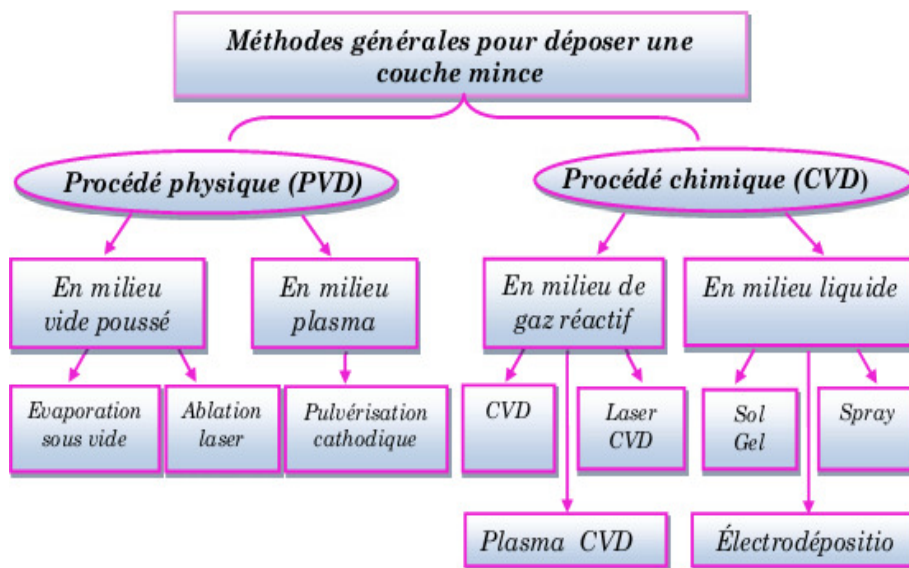 Méthodes générales pour déposer une
couche mince
Procédé physique (PVD)
Procédé chimique (CVD)
En milieu
vide poussé
En milieu
plasma
En milieu de
gaz réactif
En milieu liquide
Evaporation
sous vide
Ablation
laser
Pulvérisation
cathodique
CVD
Laser
CVD
Sol
Gel
Spray
Plasma CVD
Électrodépositio